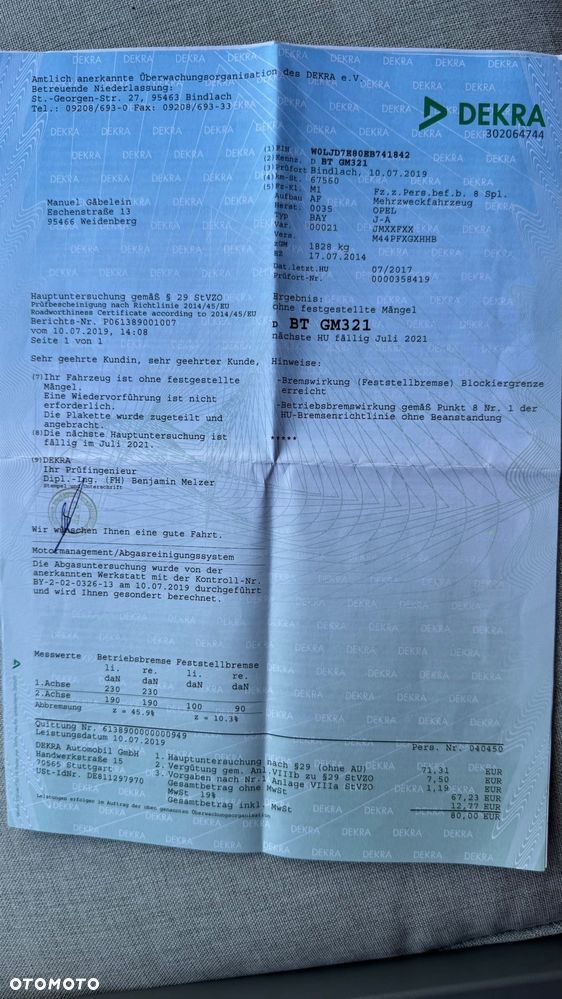 Amtlich anerkannte Überwachungsorganisation des DEKRA e.V.
Betreuende Niederlassung:
St.-Georgen-Str. 27, 95463 Bindlach
Tel.: 09208/693-0 Fax: 09208/693-33
DEKRA
302064744
(1) FIN W0LJD7E80EB741842
(2) Kennz. D BT GM321
(3) Prüfort Bindlach, 10.07.2019
(4) km-St. 67560
(5) Fz-Kl. M1 Fz.z.Pers.bef.b. 8 Spl.
Aufbau AF Mehrzweckfahrzeug
Herst. 0035 OPEL
Typ BAY J-A
Var. 00021 JMXXFXX
Vers. M44PFXGXHHB
zGM 1828 kg
EZ 17.07.2014
Dat.letzt.HU 07/2017
Prüfort-Nr. 0000358419
Manuel Gäbelein
Eschenstraße 13
95466 Weidenberg
Hauptuntersuchung gemäß § 29 StVZO
Prüfbescheinigung nach Richtlinie 2014/45/EU
Roadworthiness Certificate according to 2014/45/EU
Berichts-Nr. P061389001007
vom 10.07.2019, 14:08
Seite 1 von 1
Ergebnis:
ohne festgestellte Mängel
D BT GM321
nächste HU fällig Juli 2021
Sehr geehrte Kundin, sehr geehrter Kunde,
(7) Ihr Fahrzeug ist ohne festgestellte
Mängel.
Eine Wiedervorführung ist nicht
erforderlich.
Die Plakette wurde zugeteilt und
angebracht.
(8) Die nächste Hauptuntersuchung ist
fällig im Juli 2021.
Hinweise:
-Bremswirkung (Feststellbremse) Blockiergrenze
erreicht
-Betriebsbremswirkung gemäß Punkt 8 Nr. 1 der
HU-Bremsenrichtlinie ohne Beanstandung
*****
(9) DEKRA
Ihr Prüfingenieur
Dipl.-Ing. (FH) Benjamin Melzer
Stempel und Unterschrift
Wir wünschen Ihnen eine gute Fahrt.
Motormanagement/Abgasreinigungssystem
Die Abgasuntersuchung wurde von der
anerkannten Werkstatt mit der Kontroll-Nr.
BY-2-02-0326-13 am 10.07.2019 durchgeführt
und wird Ihnen gesondert berechnet.
Messwerte Betriebsbremse Feststellbremse
li. re. li. re.
daN daN daN daN
1.Achse 230 230
2.Achse 190 190 100 90
Abbremsung z = 45.9% z = 10.3%
Quittung Nr. 6138900000000949
Leistungsdatum 10.07.2019
Pers. Nr. 040450
DEKRA Automobil GmbH
Handwerkstraße 15
70565 Stuttgart
USt-IdNr. DE811297970
1. Hauptuntersuchung nach §29 (ohne AU) 71,31 EUR
2. Vergütung gem. Anl.VIIIb zu §29 StVZO 7,50 EUR
3. Vorgaben nach Nr.1 Anlage VIIIa StVZO 1,19 EUR
Gesamtbetrag ohne MwSt 67,23 EUR
MwSt 19% 12,77 EUR
Gesamtbetrag inkl. MwSt 80,00 EUR
Leistungen erfolgen im Auftrag der oben genannten Überwachungsorganisation
OTOMOTO